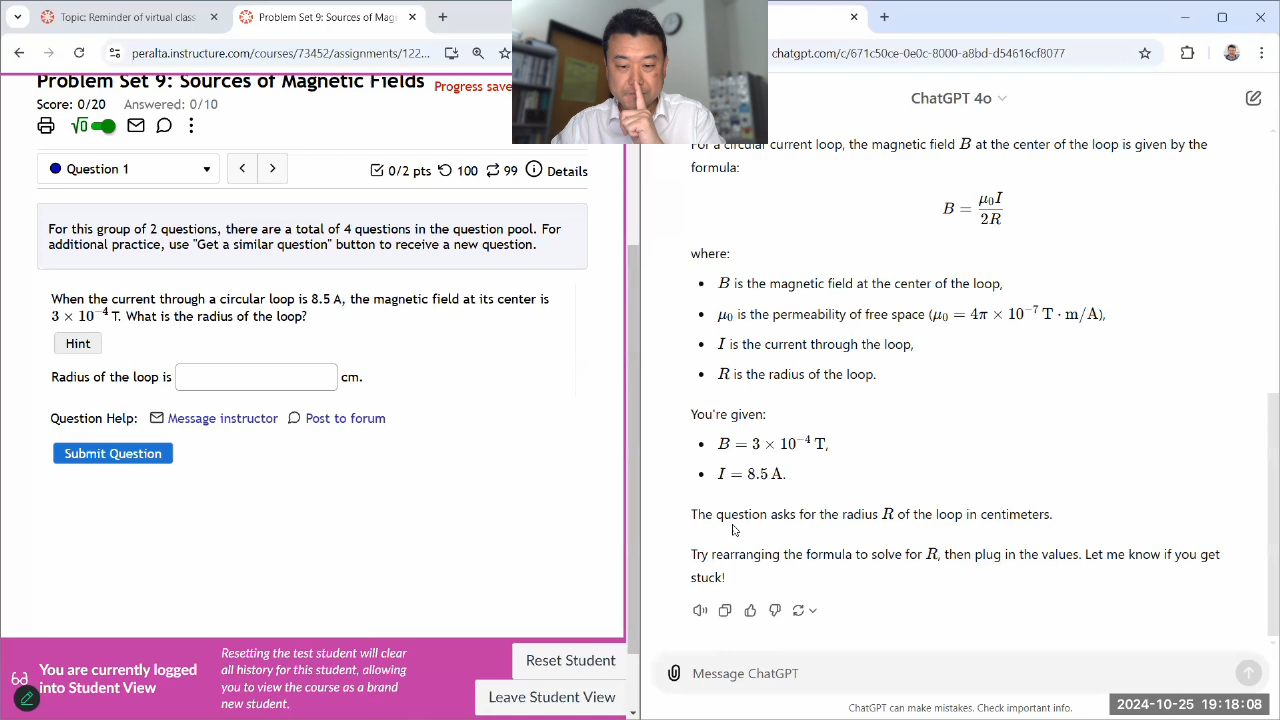 Topic: Reminder of virtual class
Problem Set 9: Sources of Mag
peralta.instructure.com/courses/73452/assignments/122...
chatgpt.com/c/671c50ce-0e0c-8000-a8bd-d54616cf8077
Problem Set 9: Sources of Magnetic Fields
Progress save
Score: 0/20 Answered: 0/10
√0
Question 1
0/2 pts 100 99 Details
For this group of 2 questions, there are a total of 4 questions in the question pool. For
additional practice, use "Get a similar question" button to receive a new question.
When the current through a circular loop is 8.5 A, the magnetic field at its center is
3 × 10⁻⁴ T. What is the radius of the loop?
Hint
Radius of the loop is cm.
Question Help: Message instructor Post to forum
Submit Question
You are currently logged
into Student View
Resetting the test student will clear
all history for this student, allowing
you to view the course as a brand
new student.
Reset Student
Leave Student View
ChatGPT 4o
For a circular current loop, the magnetic field B at the center of the loop is given by the
formula:
B = μ₀I / 2R
where:
• B is the magnetic field at the center of the loop,
• μ₀ is the permeability of free space (μ₀ = 4π × 10⁻⁷ T · m/A),
• I is the current through the loop,
• R is the radius of the loop.
You're given:
• B = 3 × 10⁻⁴ T,
• I = 8.5 A.
The question asks for the radius R of the loop in centimeters.
Try rearranging the formula to solve for R, then plug in the values. Let me know if you get
stuck!
Message ChatGPT
ChatGPT can make mistakes. Check important info.
2024-10-25 19:18:08